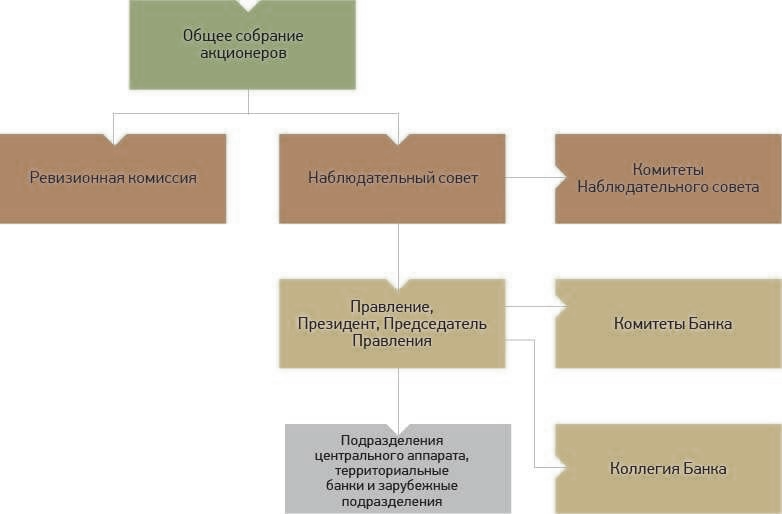 Общее собрание
акционеров
Ревизионная комиссия
Наблюдательный совет
Комитеты
Наблюдательного совета
Правление,
Президент, Председатель
Правления
Комитеты Банка
Подразделения
центрального аппарата,
территориальные
банки и зарубежные
подразделения
Коллегия Банка